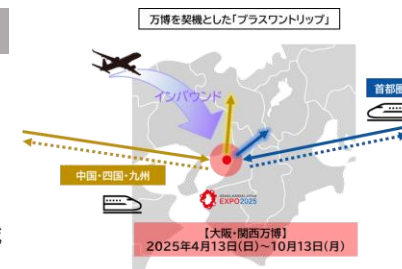 万博を契機とした「プラスワントリップ」
インバウンド
首都圏
中国・四国・九州
EXPO2025
【大阪・関西万博】
2025年4月13日(日)～10月13日(月)